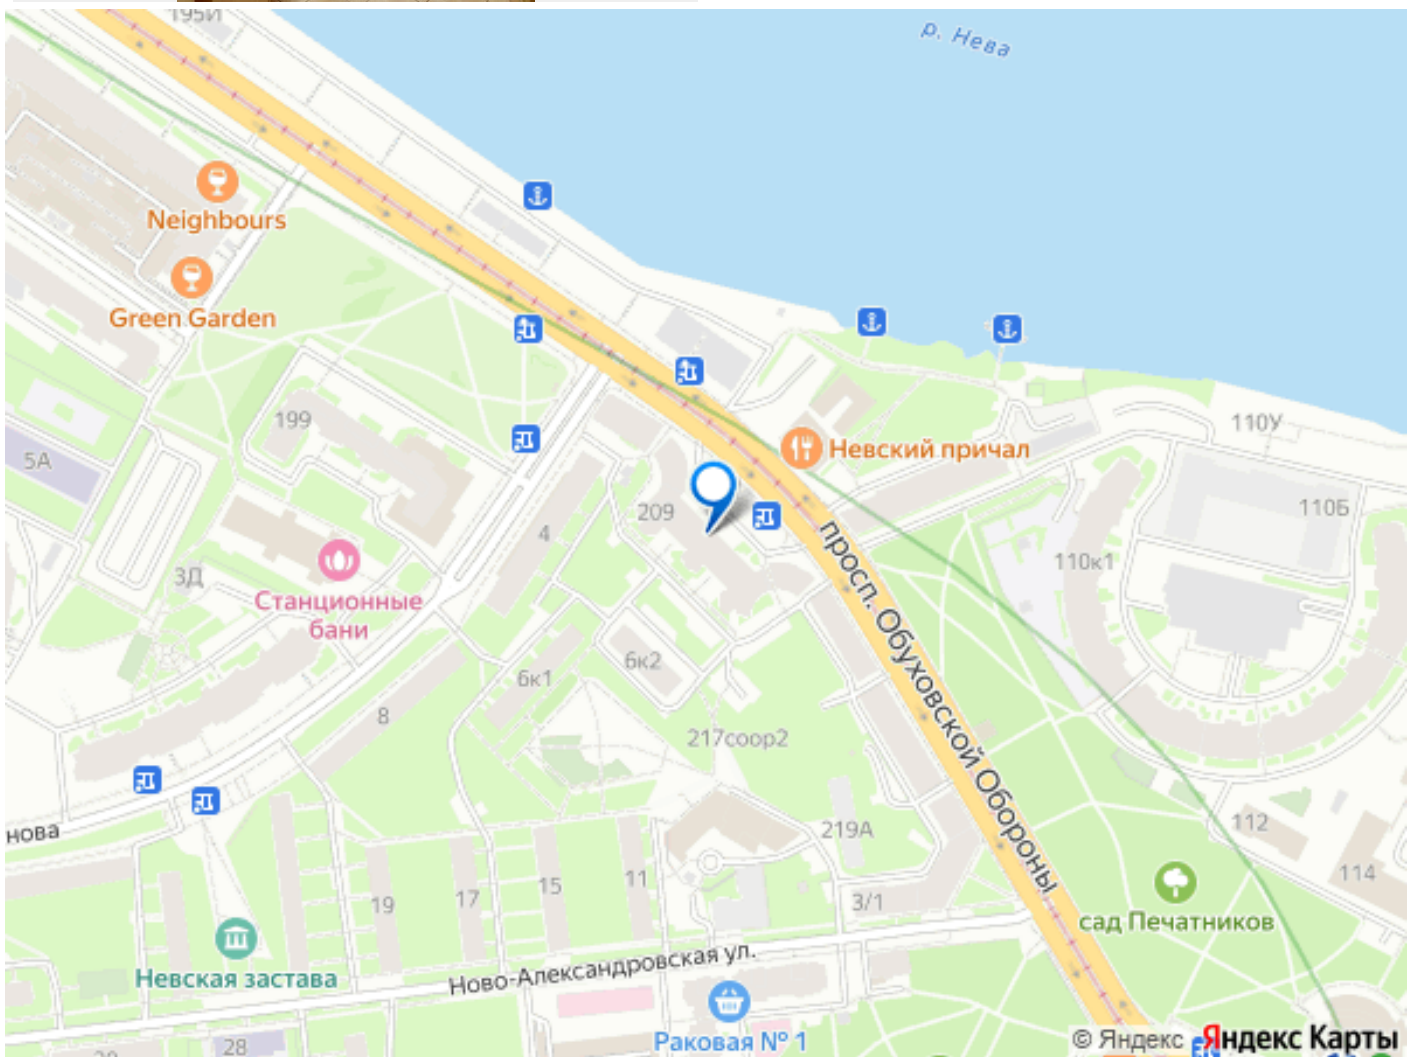 195И
р. Нева
Neighbours
Green Garden
199
5А
Невский причал
110У
110Б
209
4
110к1
3Д
Станционные
бани
просп. Обуховской Обороны
6к2
6к1
8
217соор2
нова
219А
112
114
19
17
15
11
3/1
сад Печатников
Невская застава
Ново-Александровская ул.
Раковая № 1
28
© Яндекс
Яндекс Карты